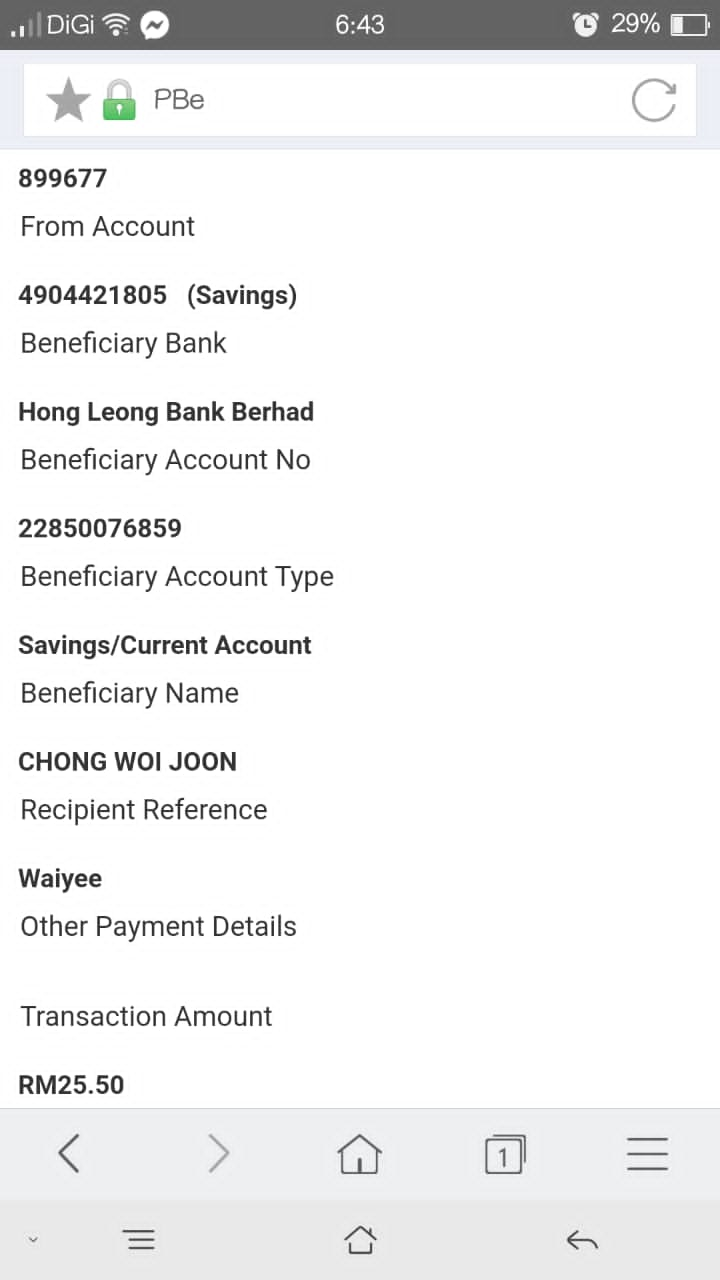 DiGi 6:43 29%
PBe
899677
From Account
4904421805 (Savings)
Beneficiary Bank
Hong Leong Bank Berhad
Beneficiary Account No
22850076859
Beneficiary Account Type
Savings/Current Account
Beneficiary Name
CHONG WOI JOON
Recipient Reference
Waiyee
Other Payment Details
Transaction Amount
RM25.50
1